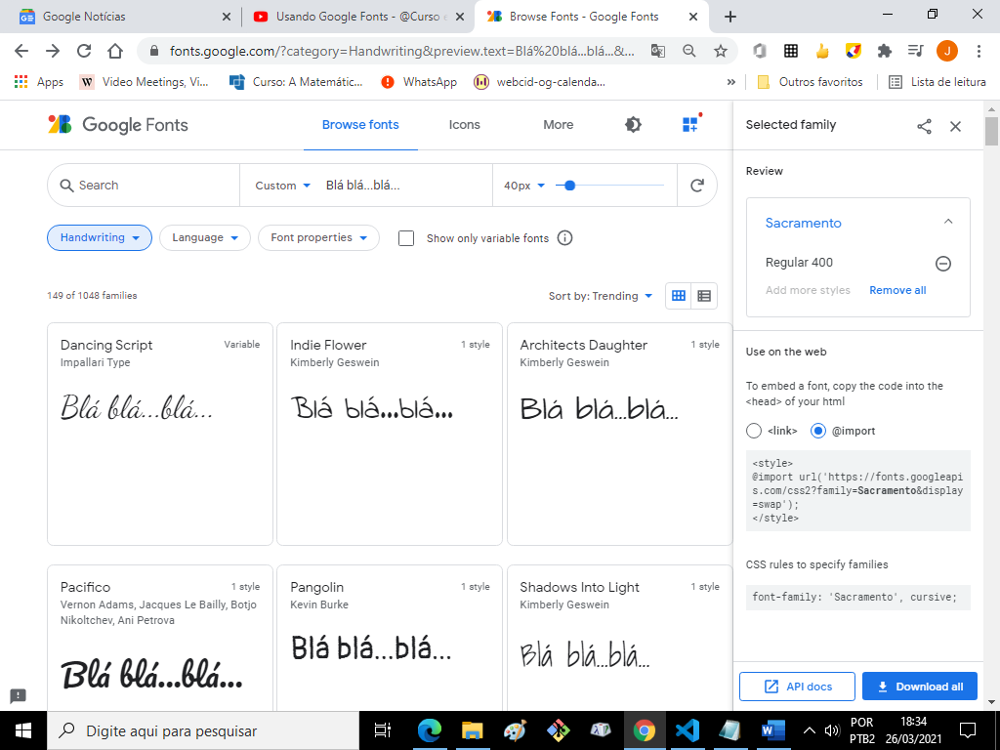 Google Notícias
Usando Google Fonts - @Curso e
Browse Fonts - Google Fonts
fonts.google.com/?category=Handwriting&preview.text=Blá%20blá...blá...&...
J
Apps
Video Meetings, Vi...
Curso: A Matemátic...
WhatsApp
webcid-og-calenda...
»
Outros favoritos
Lista de leitura
Google Fonts
Browse fonts
Icons
More
Search
Custom
Blá blá...blá...
40px
Handwriting
Language
Font properties
Show only variable fonts
149 of 1048 families
Sort by: Trending
Dancing Script
Variable
Impallari Type
Blá blá...blá...
Indie Flower
1 style
Kimberly Geswein
Blá blá...blá...
Architects Daughter
1 style
Kimberly Geswein
Blá blá...blá...
Pacifico
1 style
Vernon Adams, Jacques Le Bailly, Botjo
Nikoltchev, Ani Petrova
Blá blá...blá...
Pangolin
1 style
Kevin Burke
Blá blá...blá...
Shadows Into Light
1 style
Kimberly Geswein
Blá blá...blá...
Selected family
Review
Sacramento
Regular 400
Add more styles
Remove all
Use on the web
To embed a font, copy the code into the
<head> of your html
<link>
@import
<style>
@import url('https://fonts.googleapi
s.com/css2?family=Sacramento&display
=swap');
</style>
CSS rules to specify families
font-family: 'Sacramento', cursive;
API docs
Download all
Digite aqui para pesquisar
POR
PTB2
18:34
26/03/2021